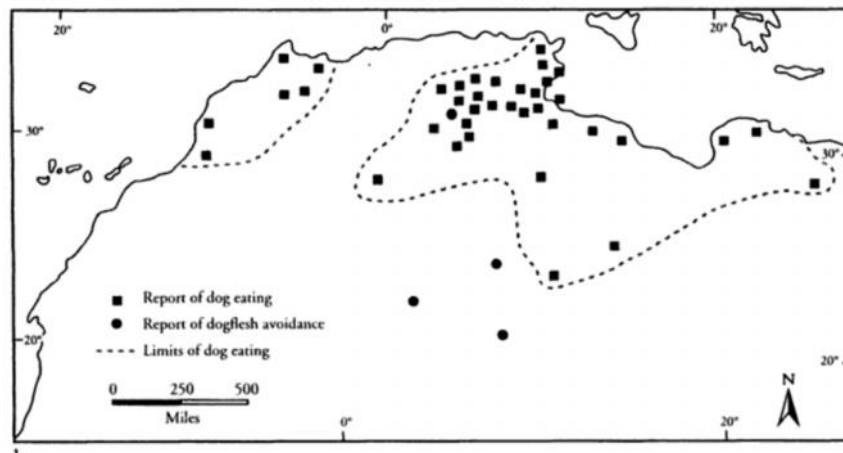 20°
0°
20°
30°
30°
Report of dog eating
Report of dogflesh avoidance
20°
Limits of dog eating
20°
0 250 500
Miles
N
0°
20°